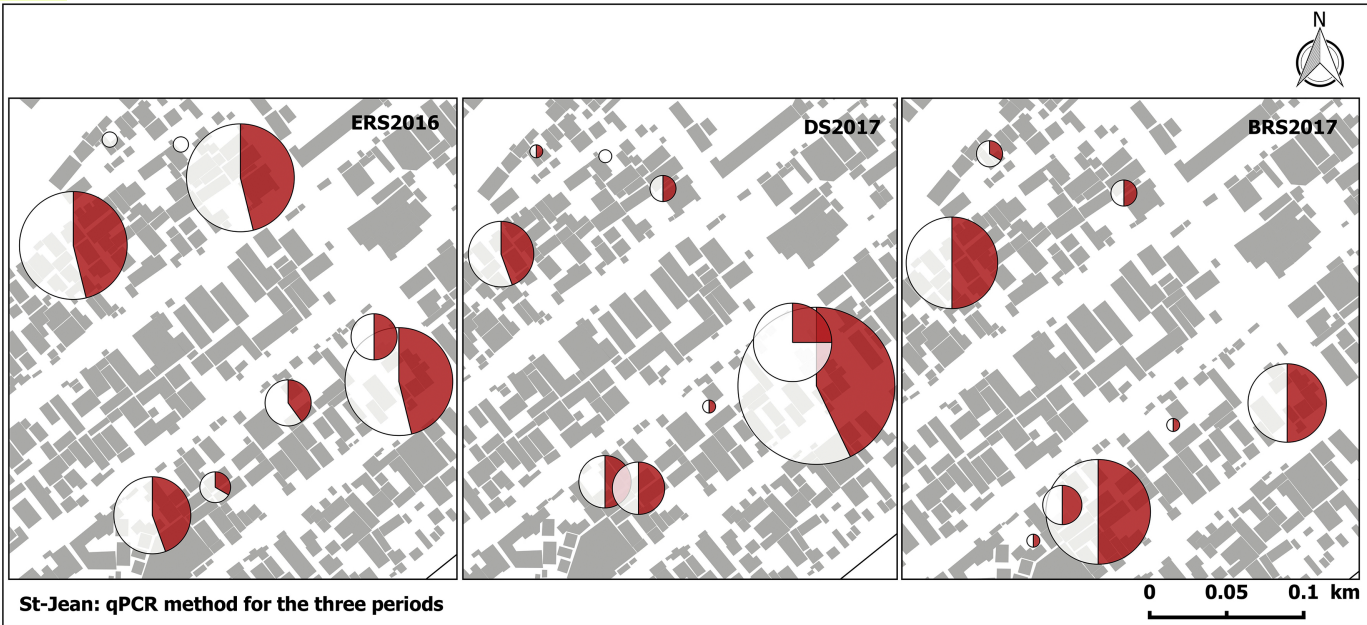 N
ERS2016
DS2017
BRS2017
St-Jean: qPCR method for the three periods
0 0.05 0.1 km